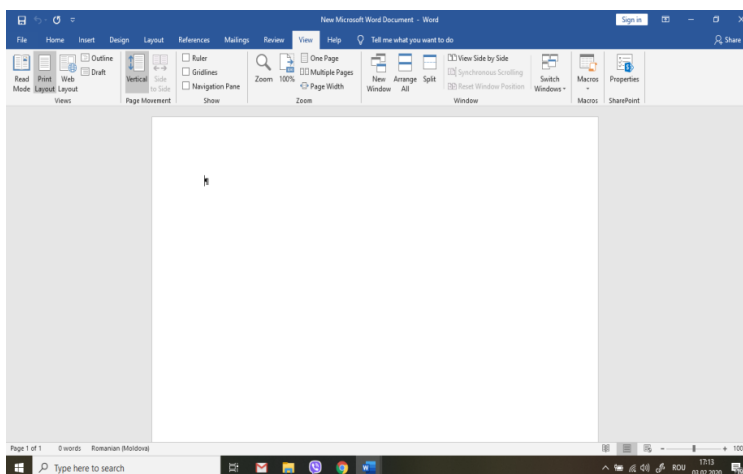 New Microsoft Word Document - Word
Sign in
File Home Insert Design Layout References Mailings Review View Help Tell me what you want to do Share
Read Mode
Print Layout
Web Layout
Outline
Draft
Views
Vertical
Side to Side
Page Movement
Ruler
Gridlines
Navigation Pane
Show
Zoom
100%
One Page
Multiple Pages
Page Width
Zoom
New Window
Arrange All
Split
View Side by Side
Synchronous Scrolling
Reset Window Position
Switch Windows
Window
Macros
Macros
Properties
SharePoint
¶
Page 1 of 1 0 words Romanian (Moldova)
100
Type here to search
ROU
17:13
03.02.2020